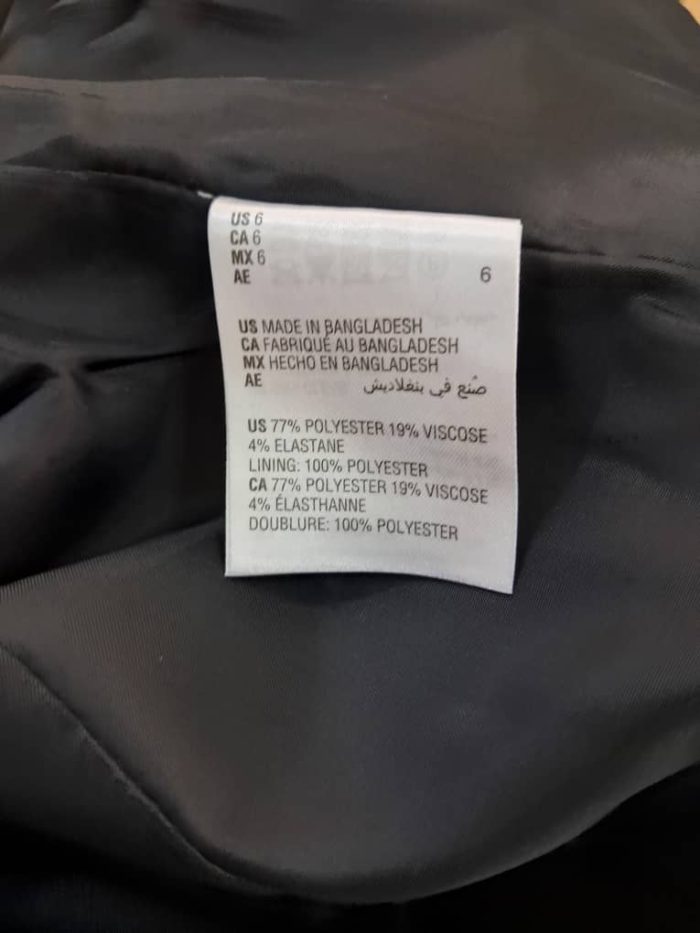 US 6
CA 6
MX 6
AE 6
US MADE IN BANGLADESH
CA FABRIQUÉ AU BANGLADESH
MX HECHO EN BANGLADESH
AE صُنع في بنغلاديش
US 77% POLYESTER 19% VISCOSE
4% ELASTANE
LINING: 100% POLYESTER
CA 77% POLYESTER 19% VISCOSE
4% ÉLASTHANNE
DOUBLURE: 100% POLYESTER